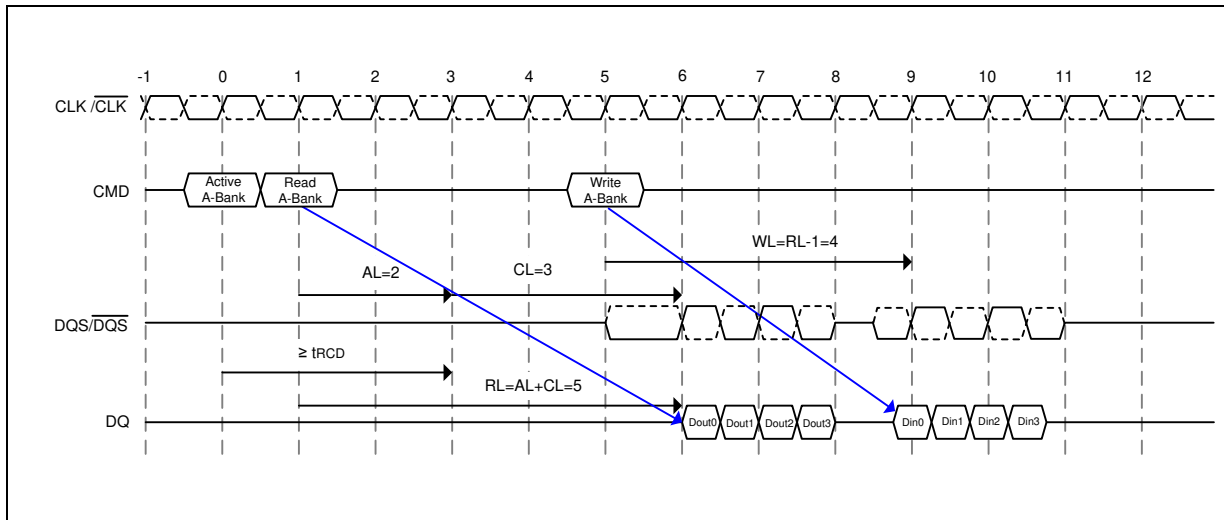 -1 0 1 2 3 4 5 6 7 8 9 10 11 12
CLK /CLK
CMD
Active
A-Bank
Read
A-Bank
Write
A-Bank
WL=RL-1=4
AL=2
CL=3
DQS/DQS
≥ tRCD
RL=AL+CL=5
DQ
Dout0 Dout1 Dout2 Dout3 Din0 Din1 Din2 Din3